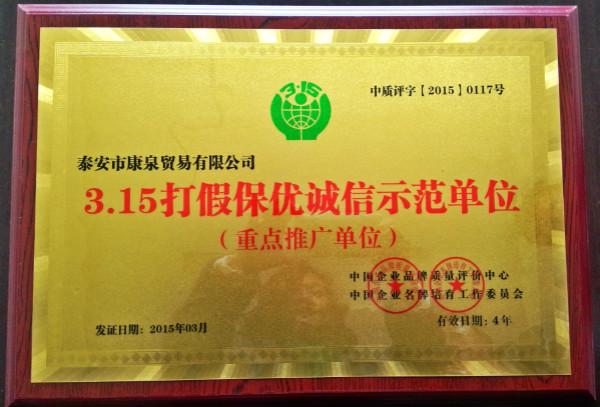 3·15
中质评字【2015】0117号
泰安市康泉贸易有限公司
3.15打假保优诚信示范单位
（重点推广单位）
中国企业品牌质量评价中心
中国企业名牌培育工作委员会
发证日期：2015年03月
有效日期：4年